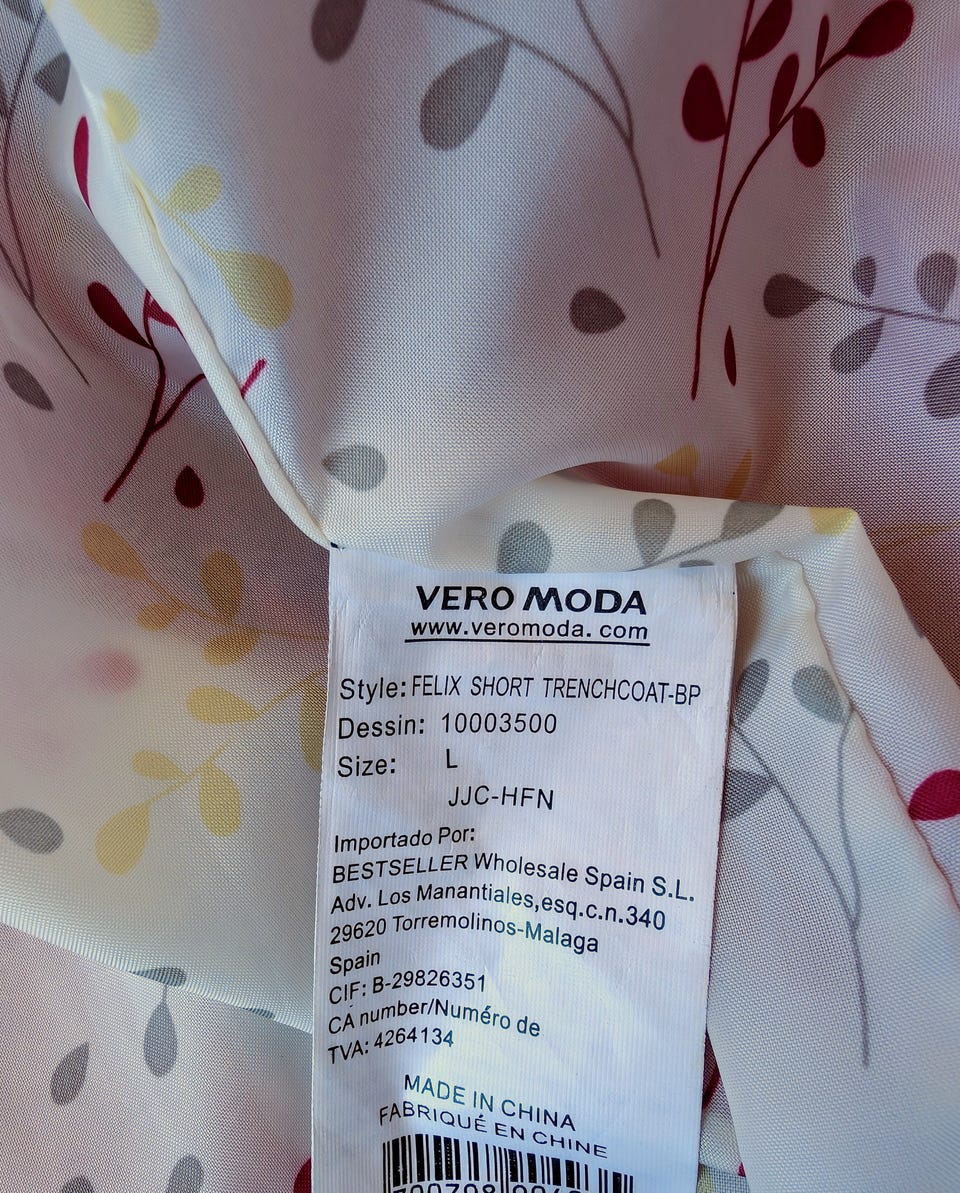 VERO MODA
www.veromoda. com
Style: FELIX SHORT TRENCHCOAT-BP
Dessin: 10003500
Size: L
JJC-HFN
Importado Por:
BESTSELLER Wholesale Spain S.L.
Adv. Los Manantiales,esq.c.n.340
29620 Torremolinos-Malaga
Spain
CIF: B-29826351
CA number/Numéro de
TVA: 4264134
MADE IN CHINA
FABRIQUÉ EN CHINE